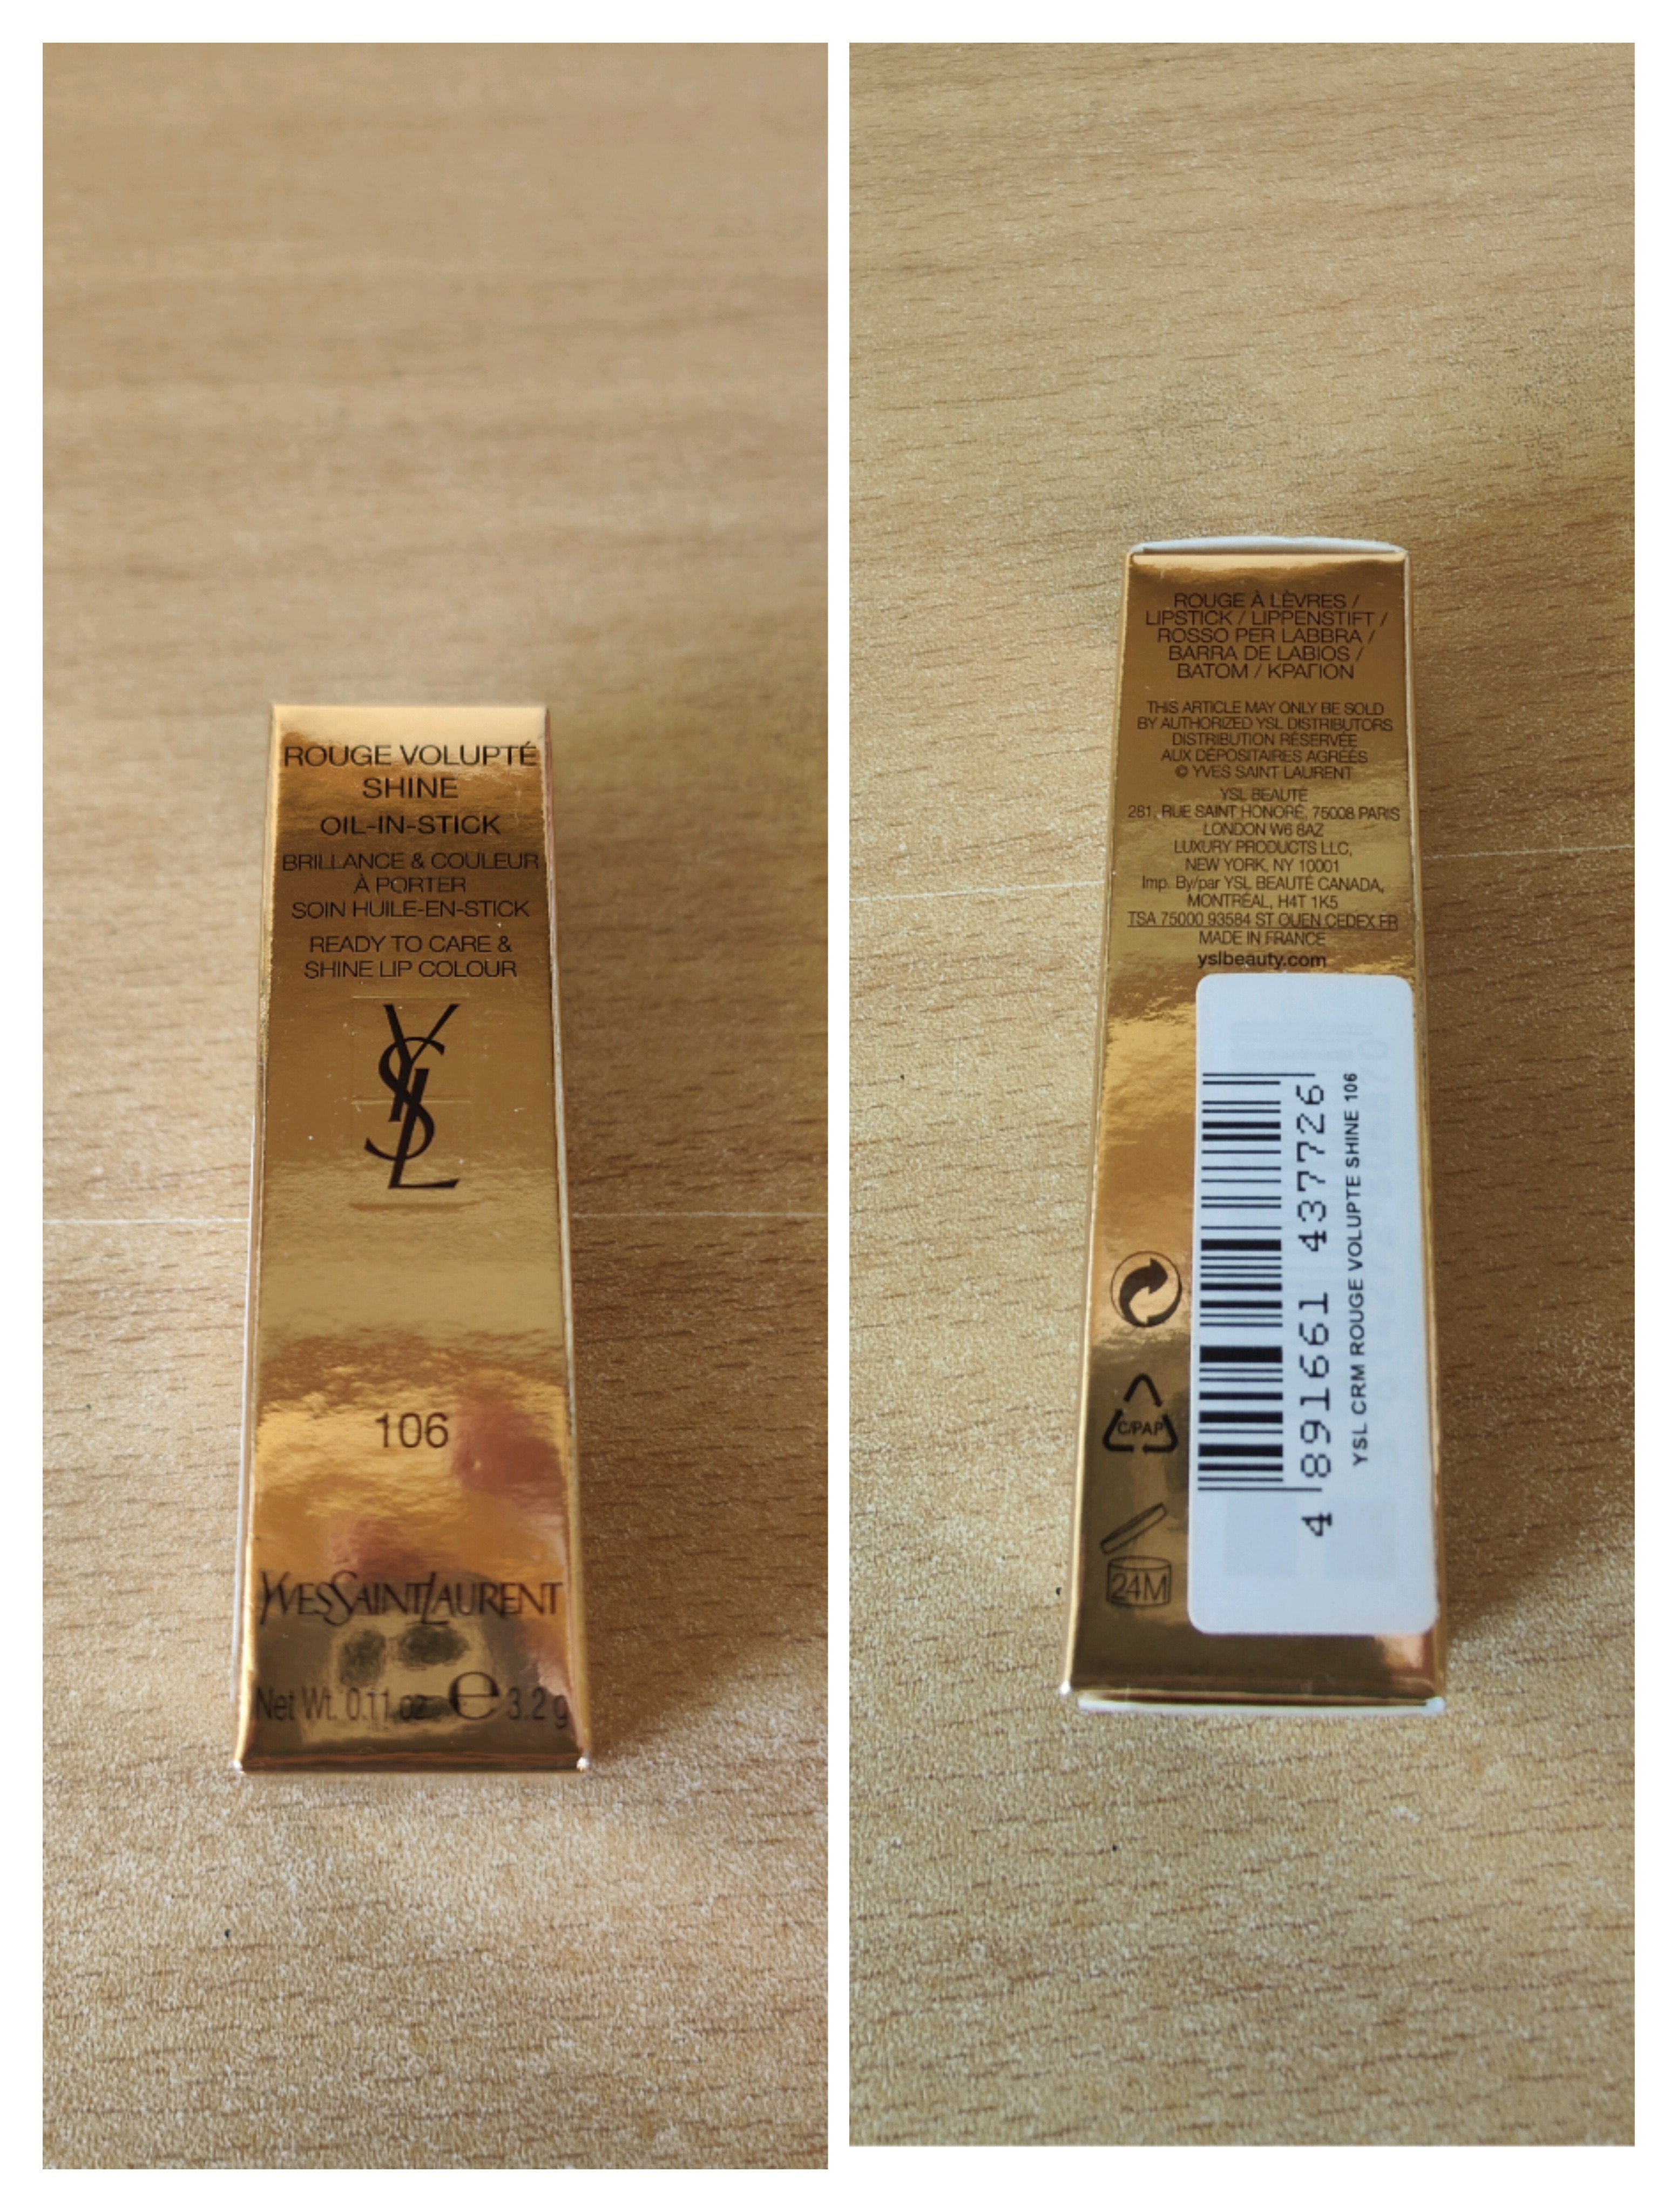 ROUGE VOLUPTÉ
SHINE
OIL-IN-STICK
BRILLANCE & COULEUR
À PORTER
SOIN HUILE-EN-STICK
READY TO CARE &
SHINE LIP COLOUR
YSL
106
YVESSAINTLAURENT
Net Wt. 0.11 oz e 3.2 g
ROUGE À LÈVRES /
LIPSTICK / LIPPENSTIFT /
ROSSO PER LABBRA /
BARRA DE LABIOS /
BATOM / ΚΡΑΓΙΟΝ
THIS ARTICLE MAY ONLY BE SOLD
BY AUTHORIZED YSL DISTRIBUTORS
DISTRIBUTION RÉSERVÉE
AUX DÉPOSITAIRES AGRÉÉS
© YVES SAINT LAURENT
YSL BEAUTÉ
281, RUE SAINT HONORÉ, 75008 PARIS
LONDON W6 8AZ
LUXURY PRODUCTS LLC,
NEW YORK, NY 10001
Imp. By/par YSL BEAUTÉ CANADA,
MONTRÉAL, H4T 1K5
TSA 75000 93584 ST OUEN CEDEX FR
MADE IN FRANCE
yslbeauty.com
4 891661 437726
YSL CRM ROUGE VOLUPTE SHINE 106
C/PAP
24M